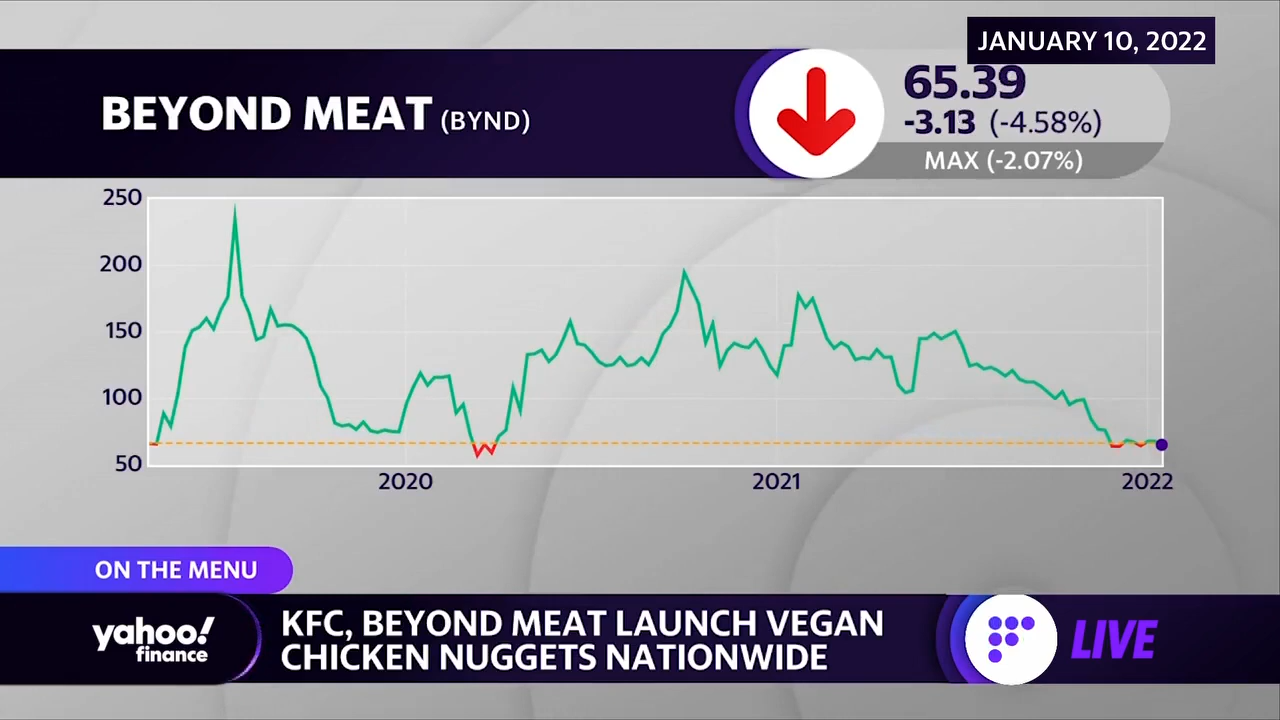 JANUARY 10, 2022
BEYOND MEAT (BYND)
65.39
-3.13 (-4.58%)
MAX (-2.07%)
250
200
150
100
50
2020 2021 2022
ON THE MENU
yahoo!
finance
KFC, BEYOND MEAT LAUNCH VEGAN
CHICKEN NUGGETS NATIONWIDE
LIVE